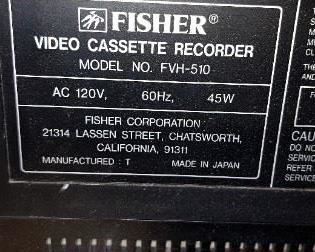 FISHER
VIDEO CASSETTE RECORDER
MODEL NO. FVH-510
AC 120V, 60Hz, 45W
FISHER CORPORATION
21314 LASSEN STREET, CHATSWORTH,
CALIFORNIA, 91311
MANUFACTURED : T MADE IN JAPAN
CAU
DO NO
SERVIC
REFER
SERVICE